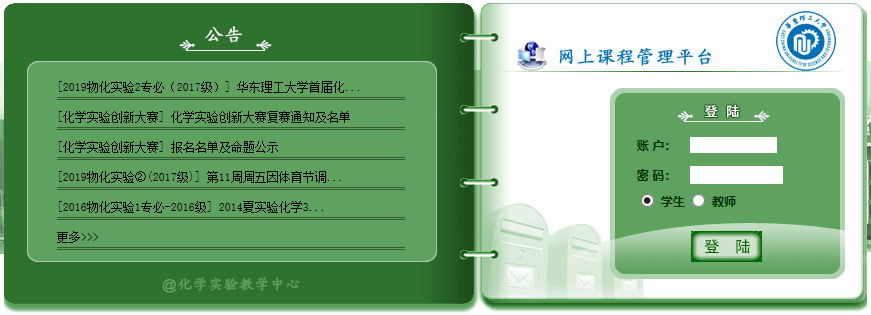 公告
[2019物化实验2专必（2017级）] 华东理工大学首届化...
[化学实验创新大赛] 化学实验创新大赛复赛通知及名单
[化学实验创新大赛] 报名名单及命题公示
[2019物化实验②(2017级)] 第11周周五因体育节调...
[2016物化实验1专必-2016级] 2014夏实验化学3...
更多>>>
@化学实验教学中心
网上课程管理平台
华东理工大学
登 陆
账 户：
密 码：
学生 教师
登 陆